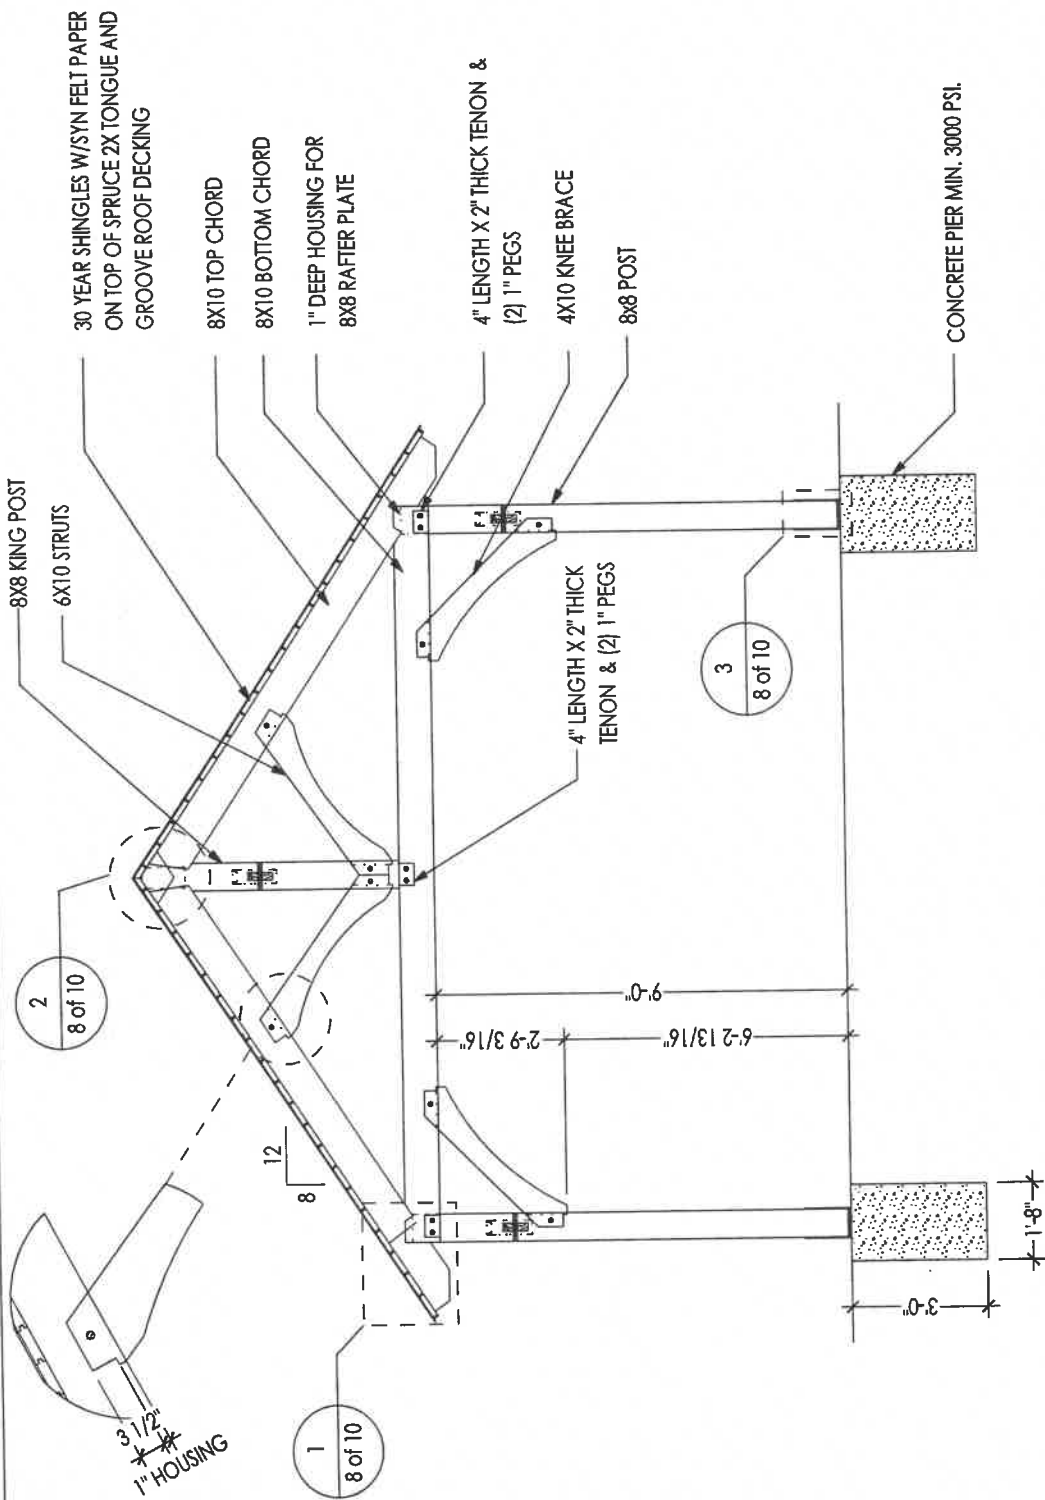 8X8 KING POST
6X10 STRUTS
30 YEAR SHINGLES W/SYN FELT PAPER
ON TOP OF SPRUCE 2X TONGUE AND
GROOVE ROOF DECKING
8X10 TOP CHORD
8X10 BOTTOM CHORD
1" DEEP HOUSING FOR
8X8 RAFTER PLATE
4" LENGTH X 2" THICK TENON &
(2) 1" PEGS
4X10 KNEE BRACE
8x8 POST
CONCRETE PIER MIN. 3000 PSI.
4" LENGTH X 2" THICK
TENON & (2) 1" PEGS
3
8 of 10
2
8 of 10
1
8 of 10
3 1/2"
1" HOUSING
12
8
9'-0"
2'-9 3/16"
6'-2 13/16"
3'-0"
1'-8"